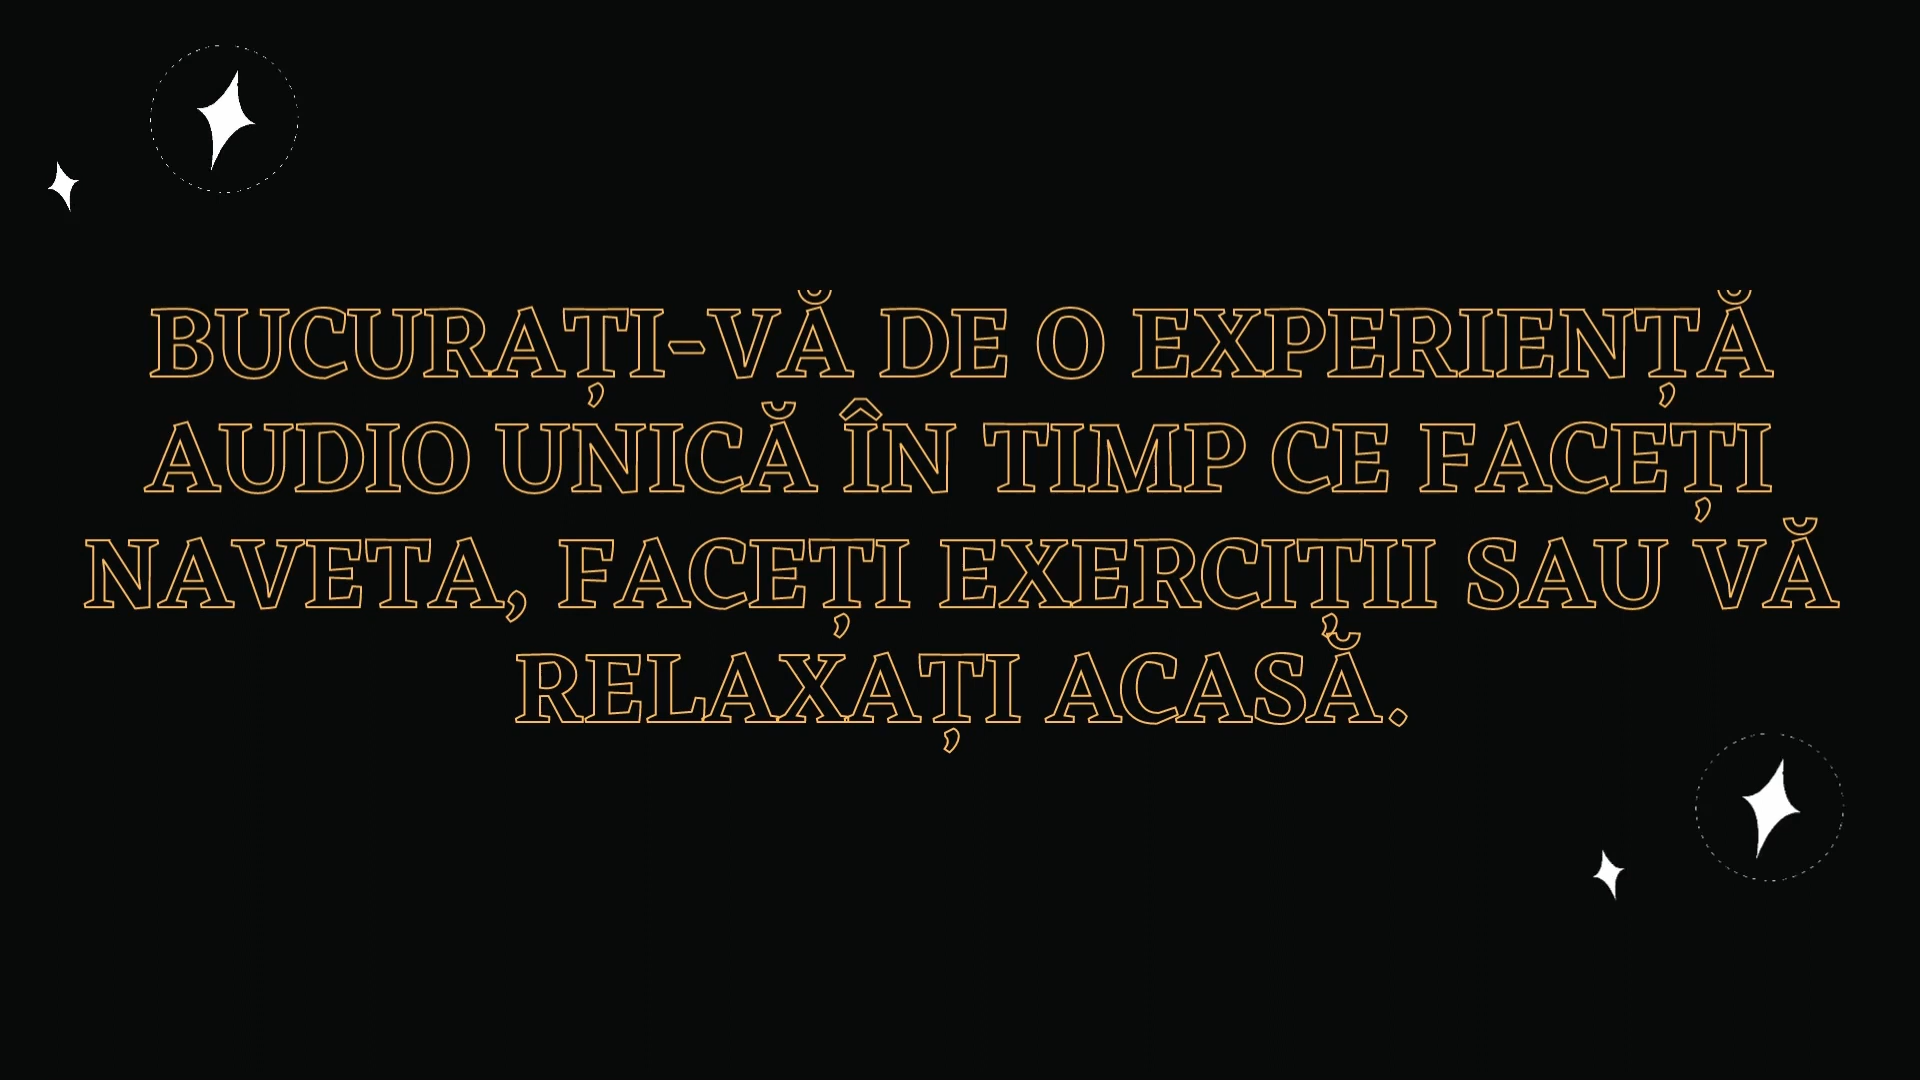 BUCURAȚI-VĂ DE O EXPERIENȚĂ
AUDIO UNICĂ ÎN TIMP CE FACEȚI
NAVETA, FACEȚI EXERCIȚII SAU VĂ
RELAXAȚI ACASĂ.